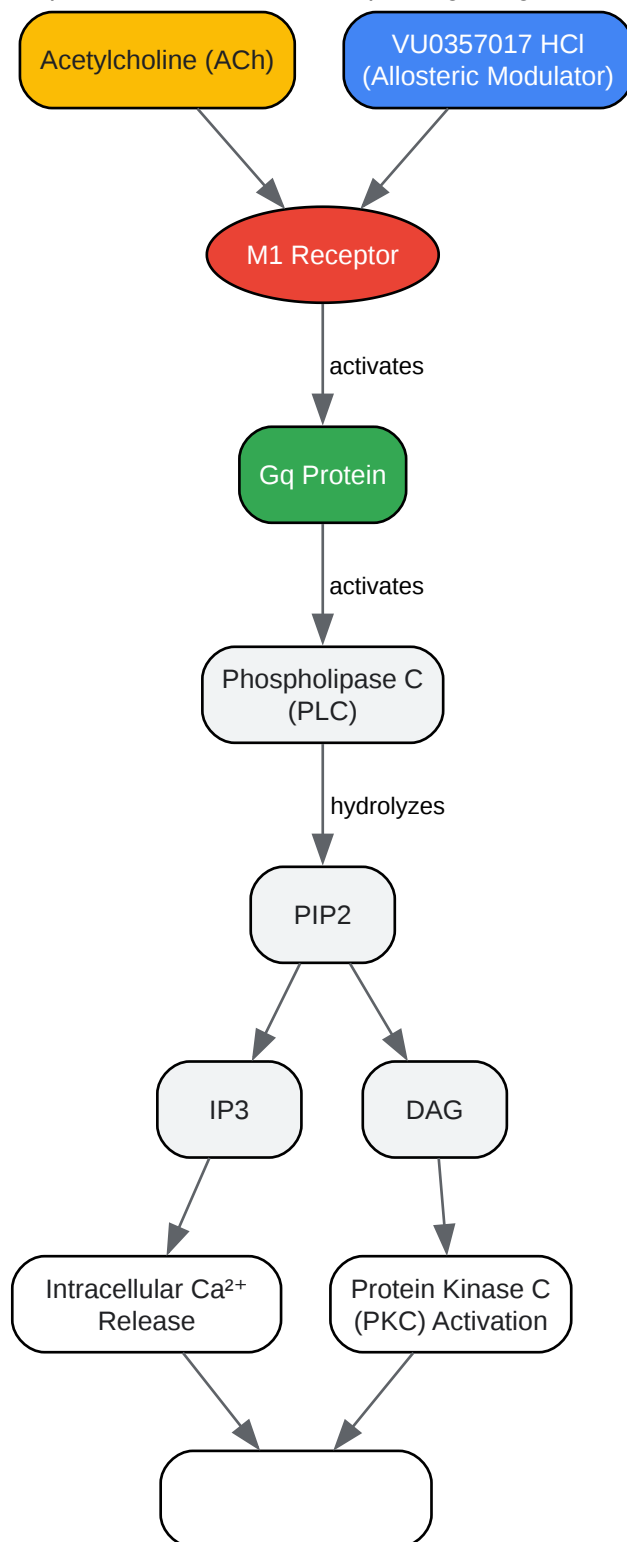 Acetylcholine (ACh)
VU0357017 HCl
(Allosteric Modulator)
M1 Receptor
activates
Gq Protein
activates
Phospholipase C
(PLC)
hydrolyzes
PIP2
IP3
DAG
Intracellular Ca²⁺
Release
Protein Kinase C
(PKC) Activation